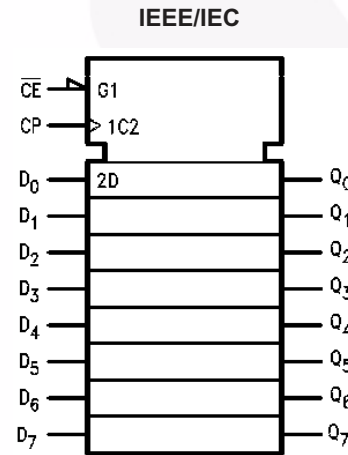 IEEE/IEC
C̅E̅ G1
CP 1C2
D0 2D Q0
D1 Q1
D2 Q2
D3 Q3
D4 Q4
D5 Q5
D6 Q6
D7 Q7